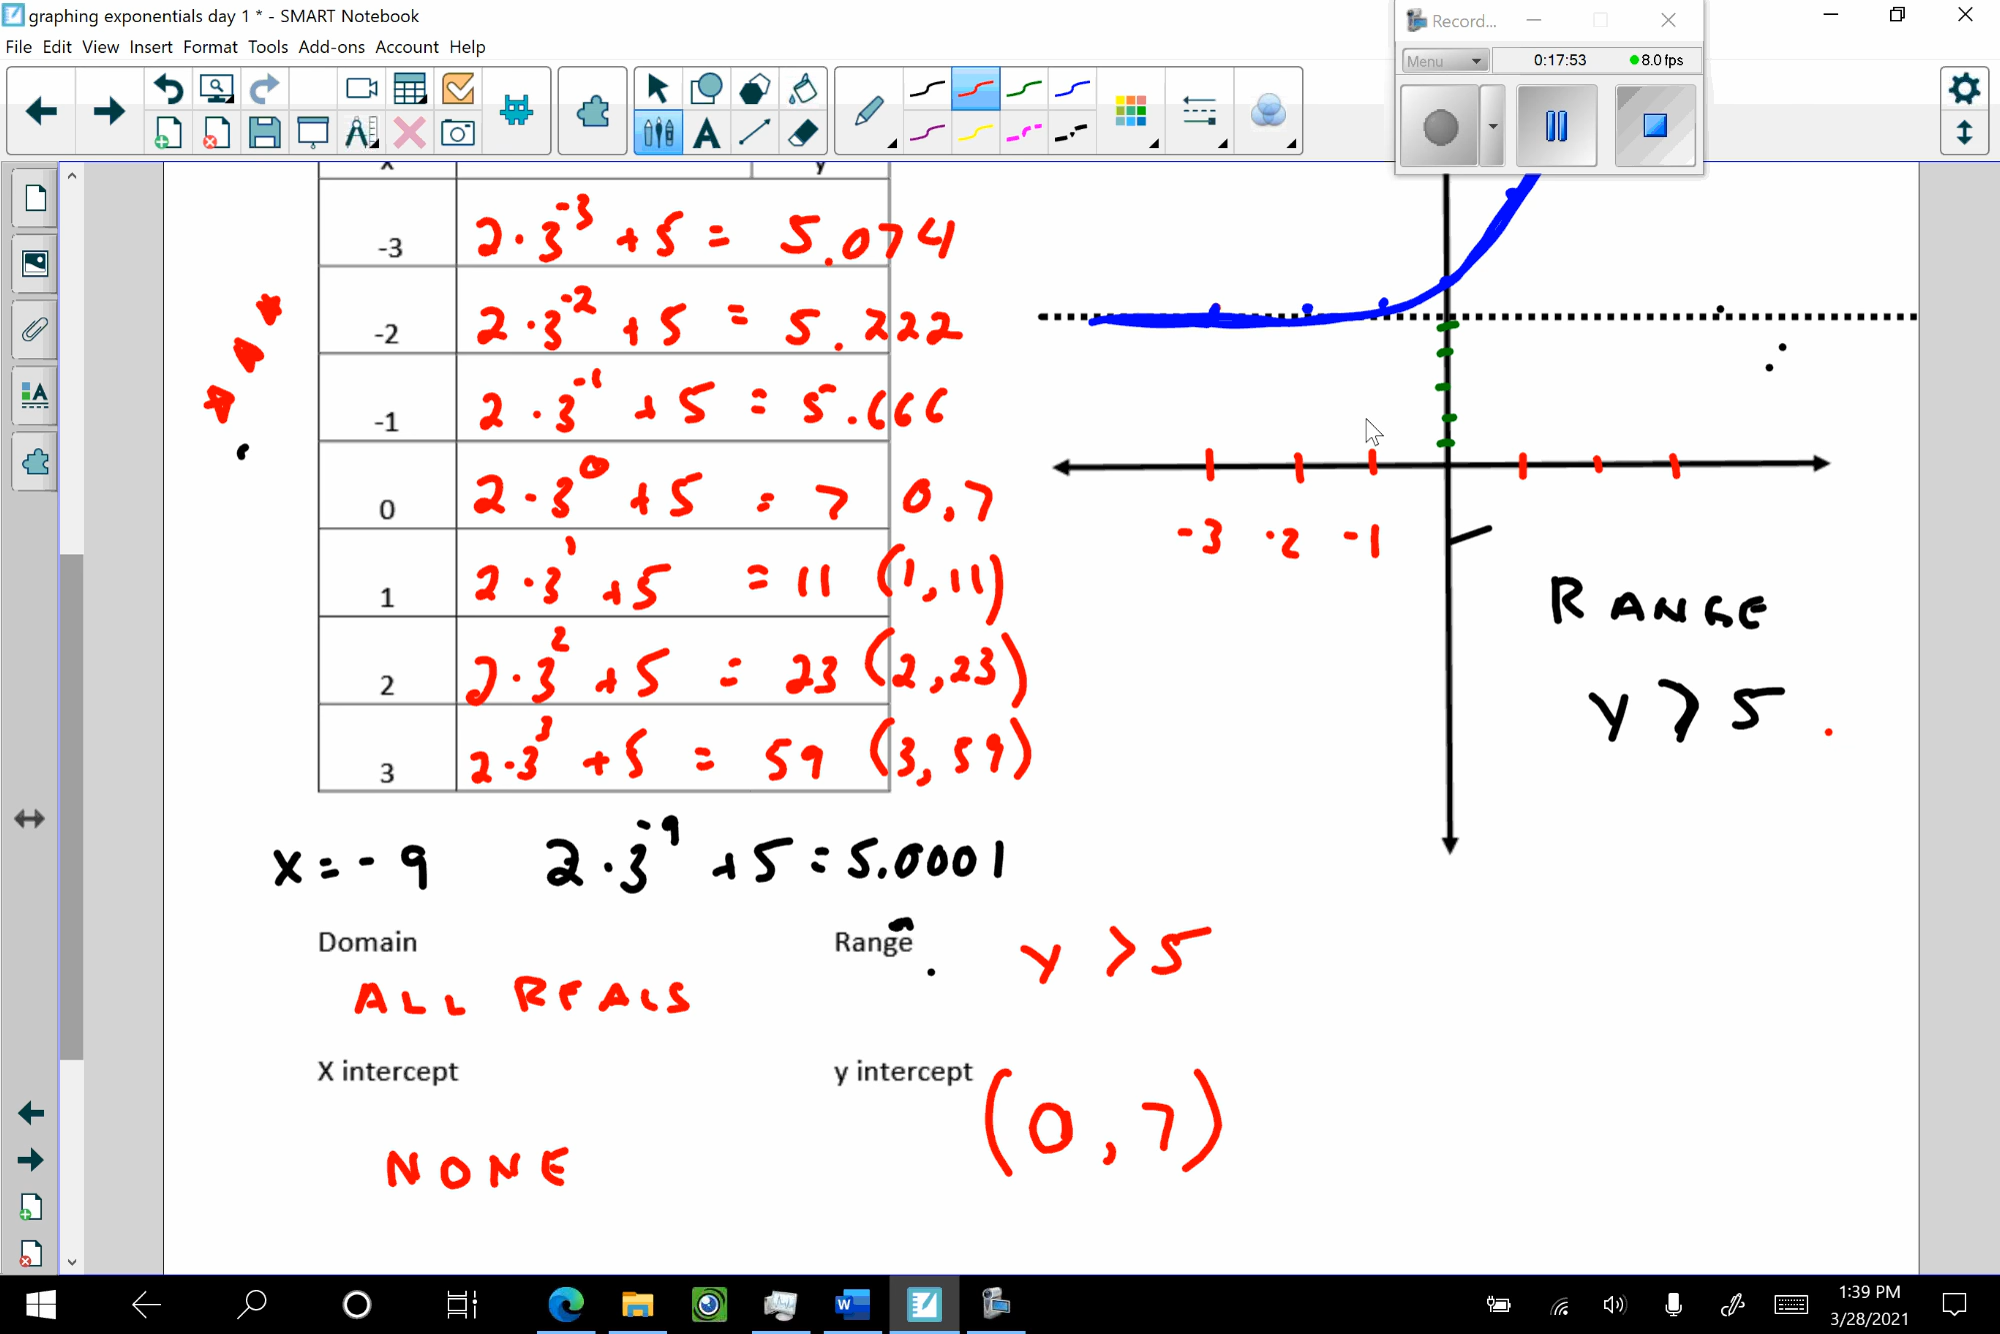 graphing exponentials day 1 * - SMART Notebook
File Edit View Insert Format Tools Add-ons Account Help
Record...
Menu 0:17:53 8.0 fps
x y
-3 2·3^-3 + 5 = 5.074
-2 2·3^-2 + 5 = 5.222
-1 2·3^-1 + 5 = 5.666
0 2·3^0 + 5 = 7 0,7
1 2·3^1 + 5 = 11 (1,11)
2 2·3^2 + 5 = 23 (2,23)
3 2·3^3 + 5 = 59 (3,59)
-3 -2 -1
RANGE
y > 5
x = -9 2·3^-9 + 5 = 5.0001
Domain Range y > 5
ALL REALS
X intercept y intercept (0,7)
NONE
1:39 PM
3/28/2021